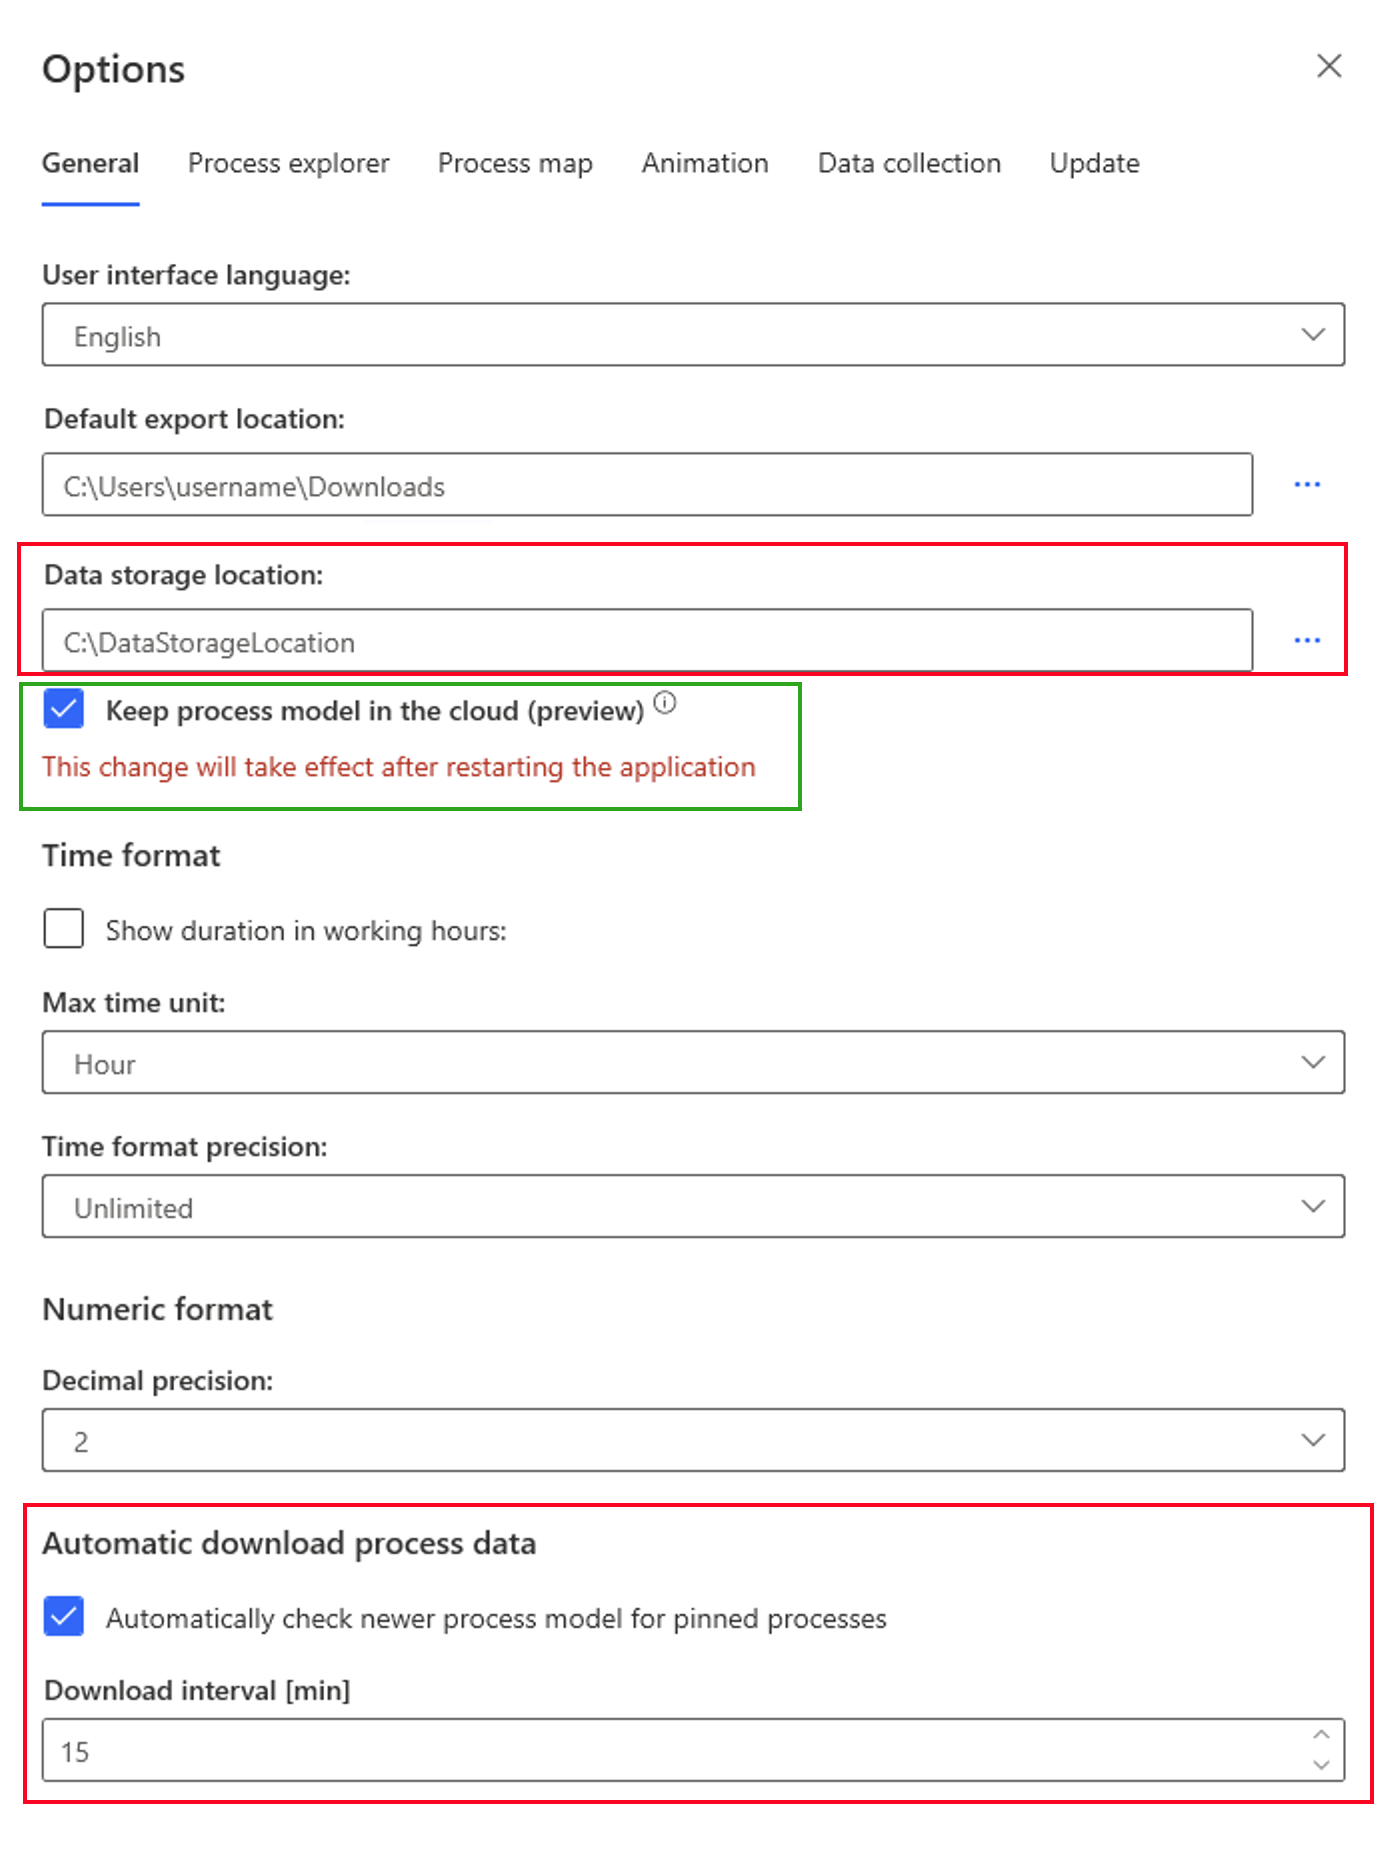 Options
General Process explorer Process map Animation Data collection Update
User interface language:
English
Default export location:
C:\Users\username\Downloads
...
Data storage location:
C:\DataStorageLocation
...
Keep process model in the cloud (preview)
This change will take effect after restarting the application
Time format
Show duration in working hours:
Max time unit:
Hour
Time format precision:
Unlimited
Numeric format
Decimal precision:
2
Automatic download process data
Automatically check newer process model for pinned processes
Download interval [min]
15